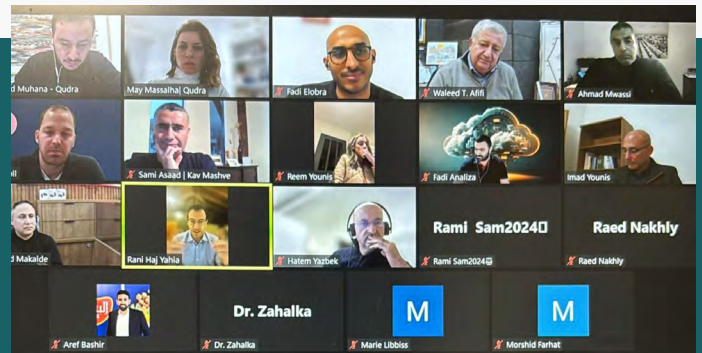 d Muhana - Qudra
May Massalha| Qudra
Fadi Elobra
Waleed T. Afifi
Ahmad Mwassi
ll
Sami Asaad | Kav Mashve
Reem Younis
Fadi Analiza
Imad Younis
d Makalde
Rani Haj Yahia
Hatem Yazbek
Rami Sam2024
Rami Sam2024
Raed Nakhly
Raed Nakhly
Aref Bashir
Dr. Zahalka
Dr. Zahalka
M
Marie Libbiss
M
Morshid Farhat